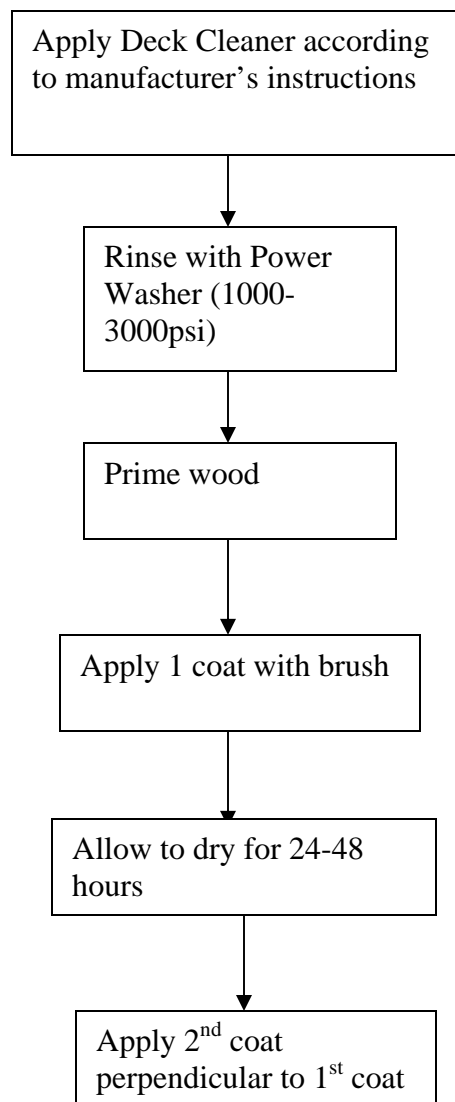 Apply Deck Cleaner according
to manufacturer’s instructions
Rinse with Power
Washer (1000-
3000psi)
Prime wood
Apply 1 coat with brush
Allow to dry for 24-48
hours
Apply 2nd coat
perpendicular to 1st coat